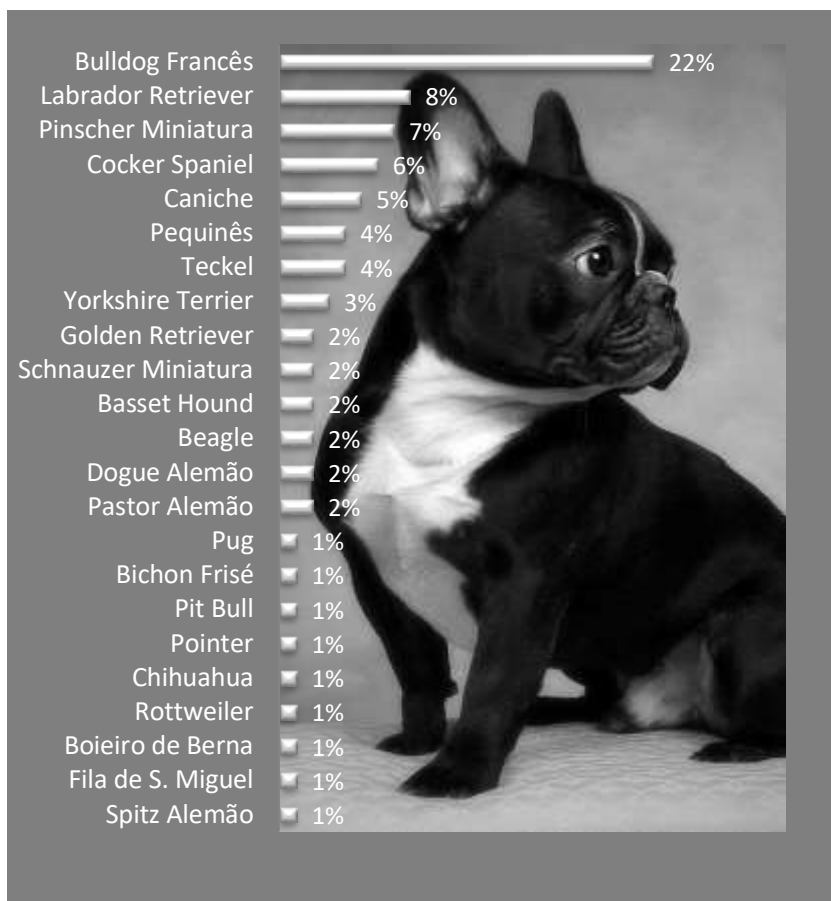 Bulldog Francês 22%
Labrador Retriever 8%
Pinscher Miniatura 7%
Cocker Spaniel 6%
Caniche 5%
Pequinês 4%
Teckel 4%
Yorkshire Terrier 3%
Golden Retriever 2%
Schnauzer Miniatura 2%
Basset Hound 2%
Beagle 2%
Dogue Alemão 2%
Pastor Alemão 2%
Pug 1%
Bichon Frisé 1%
Pit Bull 1%
Pointer 1%
Chihuahua 1%
Rottweiler 1%
Boieiro de Berna 1%
Fila de S. Miguel 1%
Spitz Alemão 1%